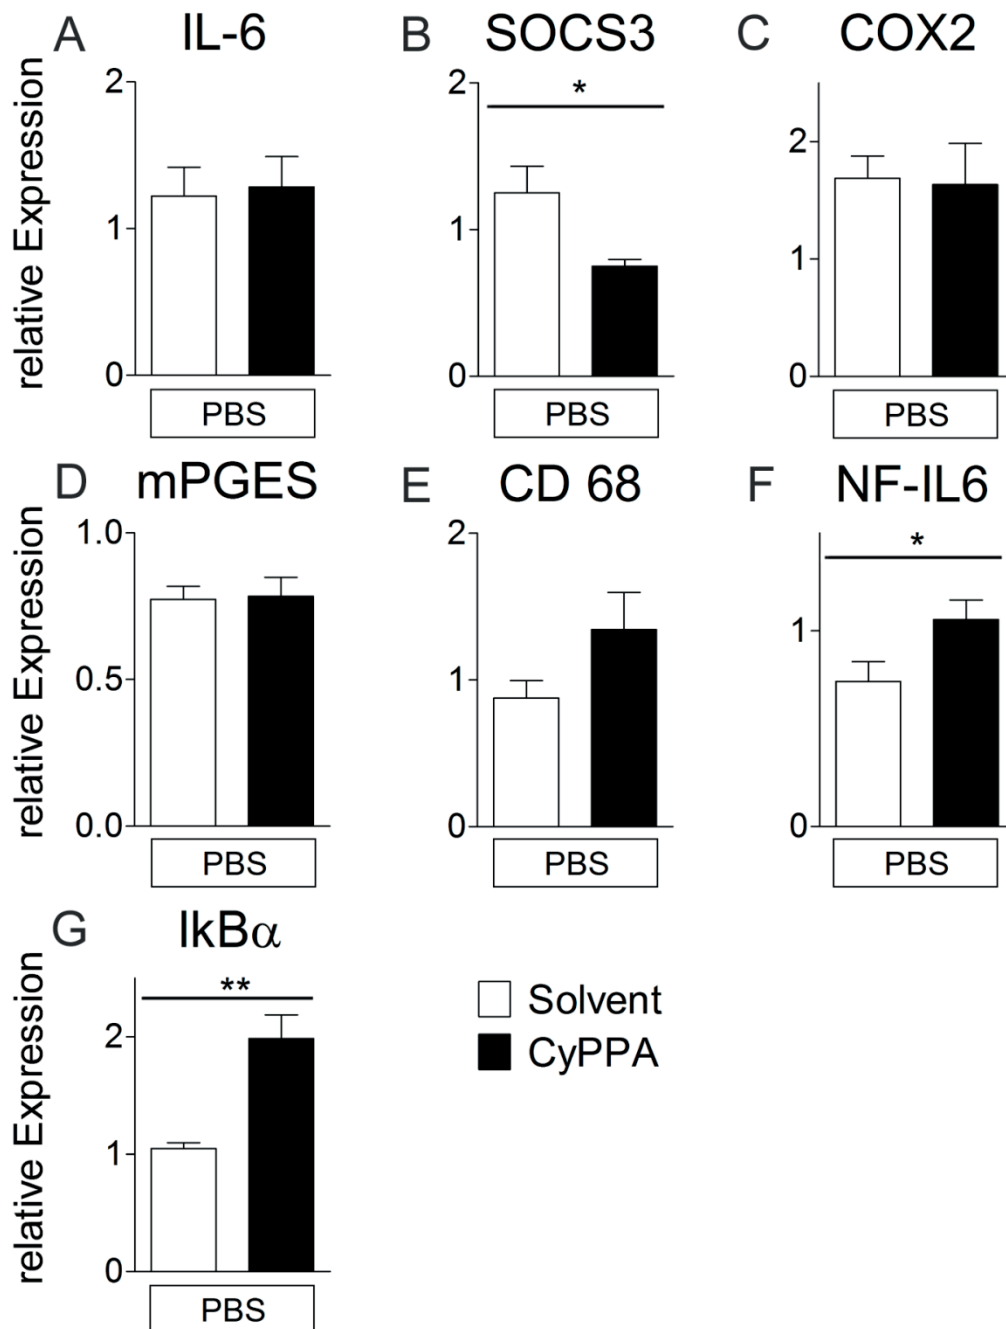 A IL-6
B SOCS3
C COX2
relative Expression
2
1
0
PBS
2
1
0
*
PBS
2
1
0
PBS
D mPGES
E CD 68
F NF-IL6
relative Expression
1.0
0.5
0.0
PBS
2
1
0
PBS
1
0
*
PBS
G IkBα
relative Expression
2
1
0
**
PBS
Solvent
CyPPA